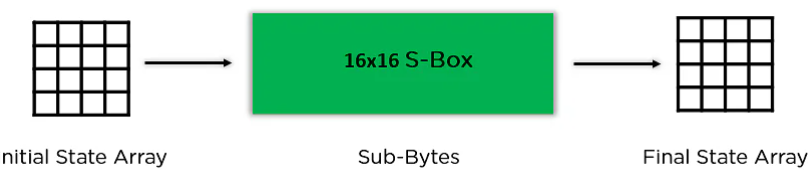 16x16 S-Box
nitial State Array
Sub-Bytes
Final State Array